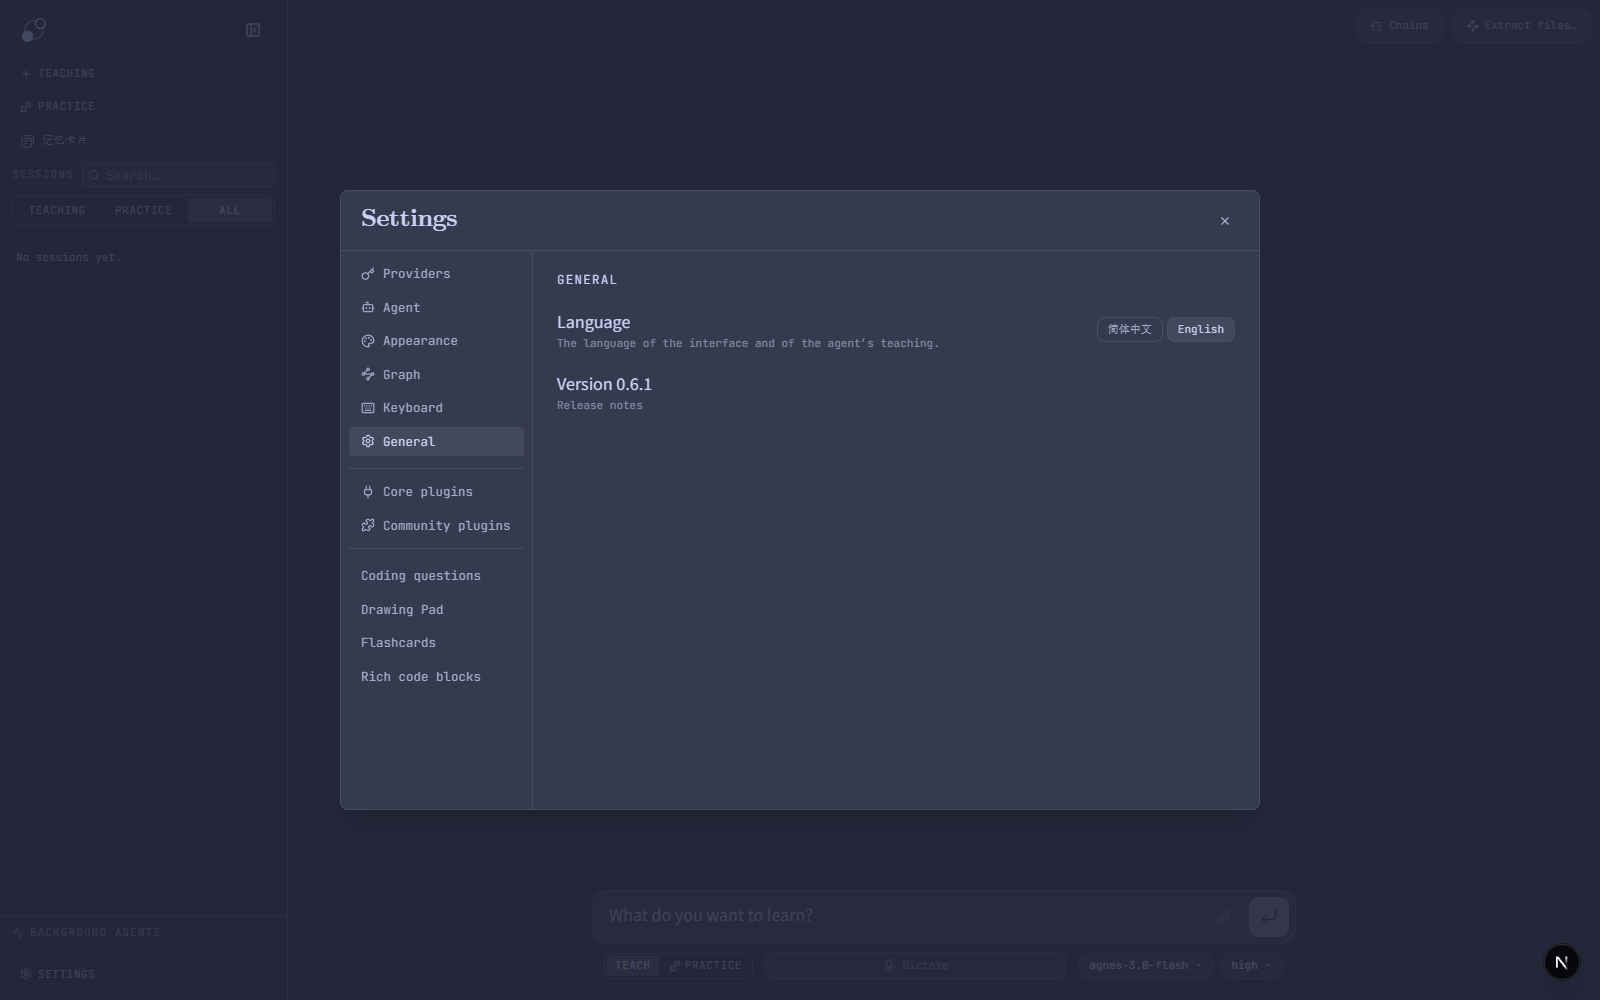 TEACHING
PRACTICE
记忆卡片
SESSIONS
Search…
TEACHING PRACTICE ALL
No sessions yet.
BACKGROUND AGENTS
SETTINGS
Chains
Extract files…
Settings
Providers
Agent
Appearance
Graph
Keyboard
General
Core plugins
Community plugins
Coding questions
Drawing Pad
Flashcards
Rich code blocks
GENERAL
Language
The language of the interface and of the agent’s teaching.
简体中文 English
Version 0.6.1
Release notes
What do you want to learn?
TEACH PRACTICE
Dictate
agnes-3.0-flash
high
N